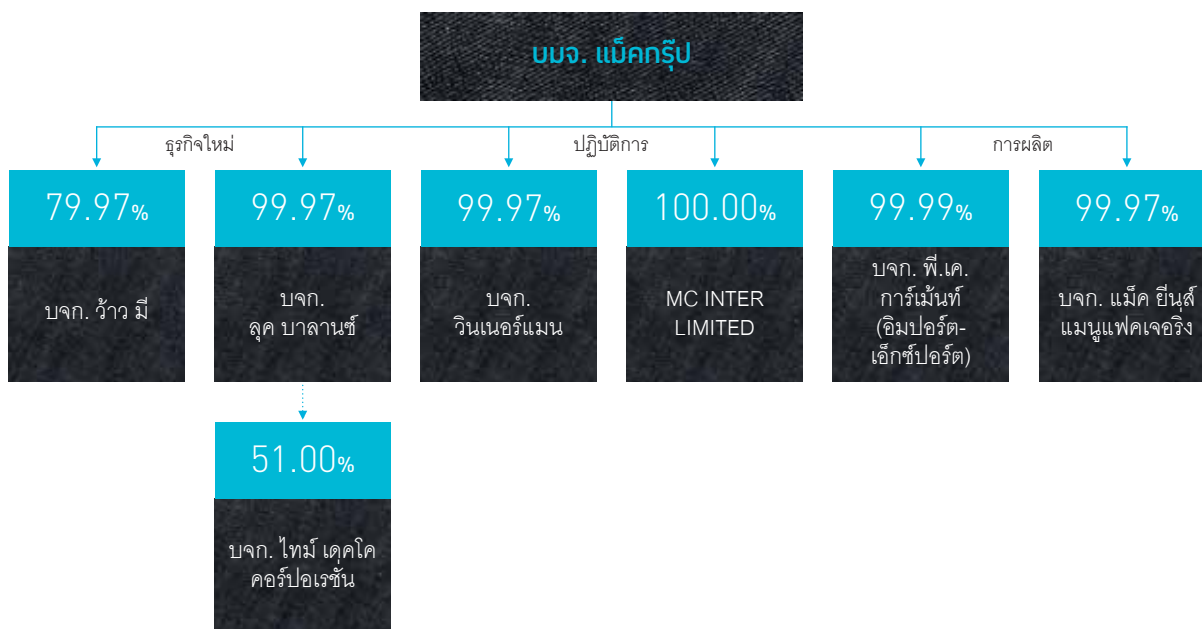 บมจ. แม็คกรุ๊ป
ธุรกิจใหม่
ปฏิบัติการ
การผลิต
79.97%
บจก. ว้าว มี
99.97%
บจก.
ลุค บาลานซ์
99.97%
บจก.
วินเนอร์แมน
100.00%
MC INTER
LIMITED
99.99%
บจก. พี.เค.
การ์เม้นท์
(อิมปอร์ต-
เอ็กซ์ปอร์ต)
99.97%
บจก. แม็ค ยีนส์
แมนูแฟคเจอริ่ง
51.00%
บจก. ไทม์ เดคโค
คอร์ปอเรชั่น